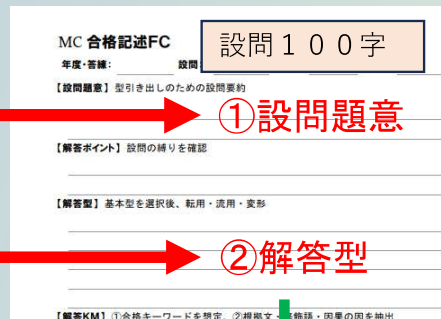 MC 合格記述FC
設問100字
年度・答練: 設問
【設問題意】型引き出しのための設問要約
①設問題意
【解答ポイント】設問の縛りを確認
【解答型】基本型を選択後、転用・流用・変形
②解答型
【解答KM】①合格キーワードを想定、②根拠文・飾語・因果の因を抽出